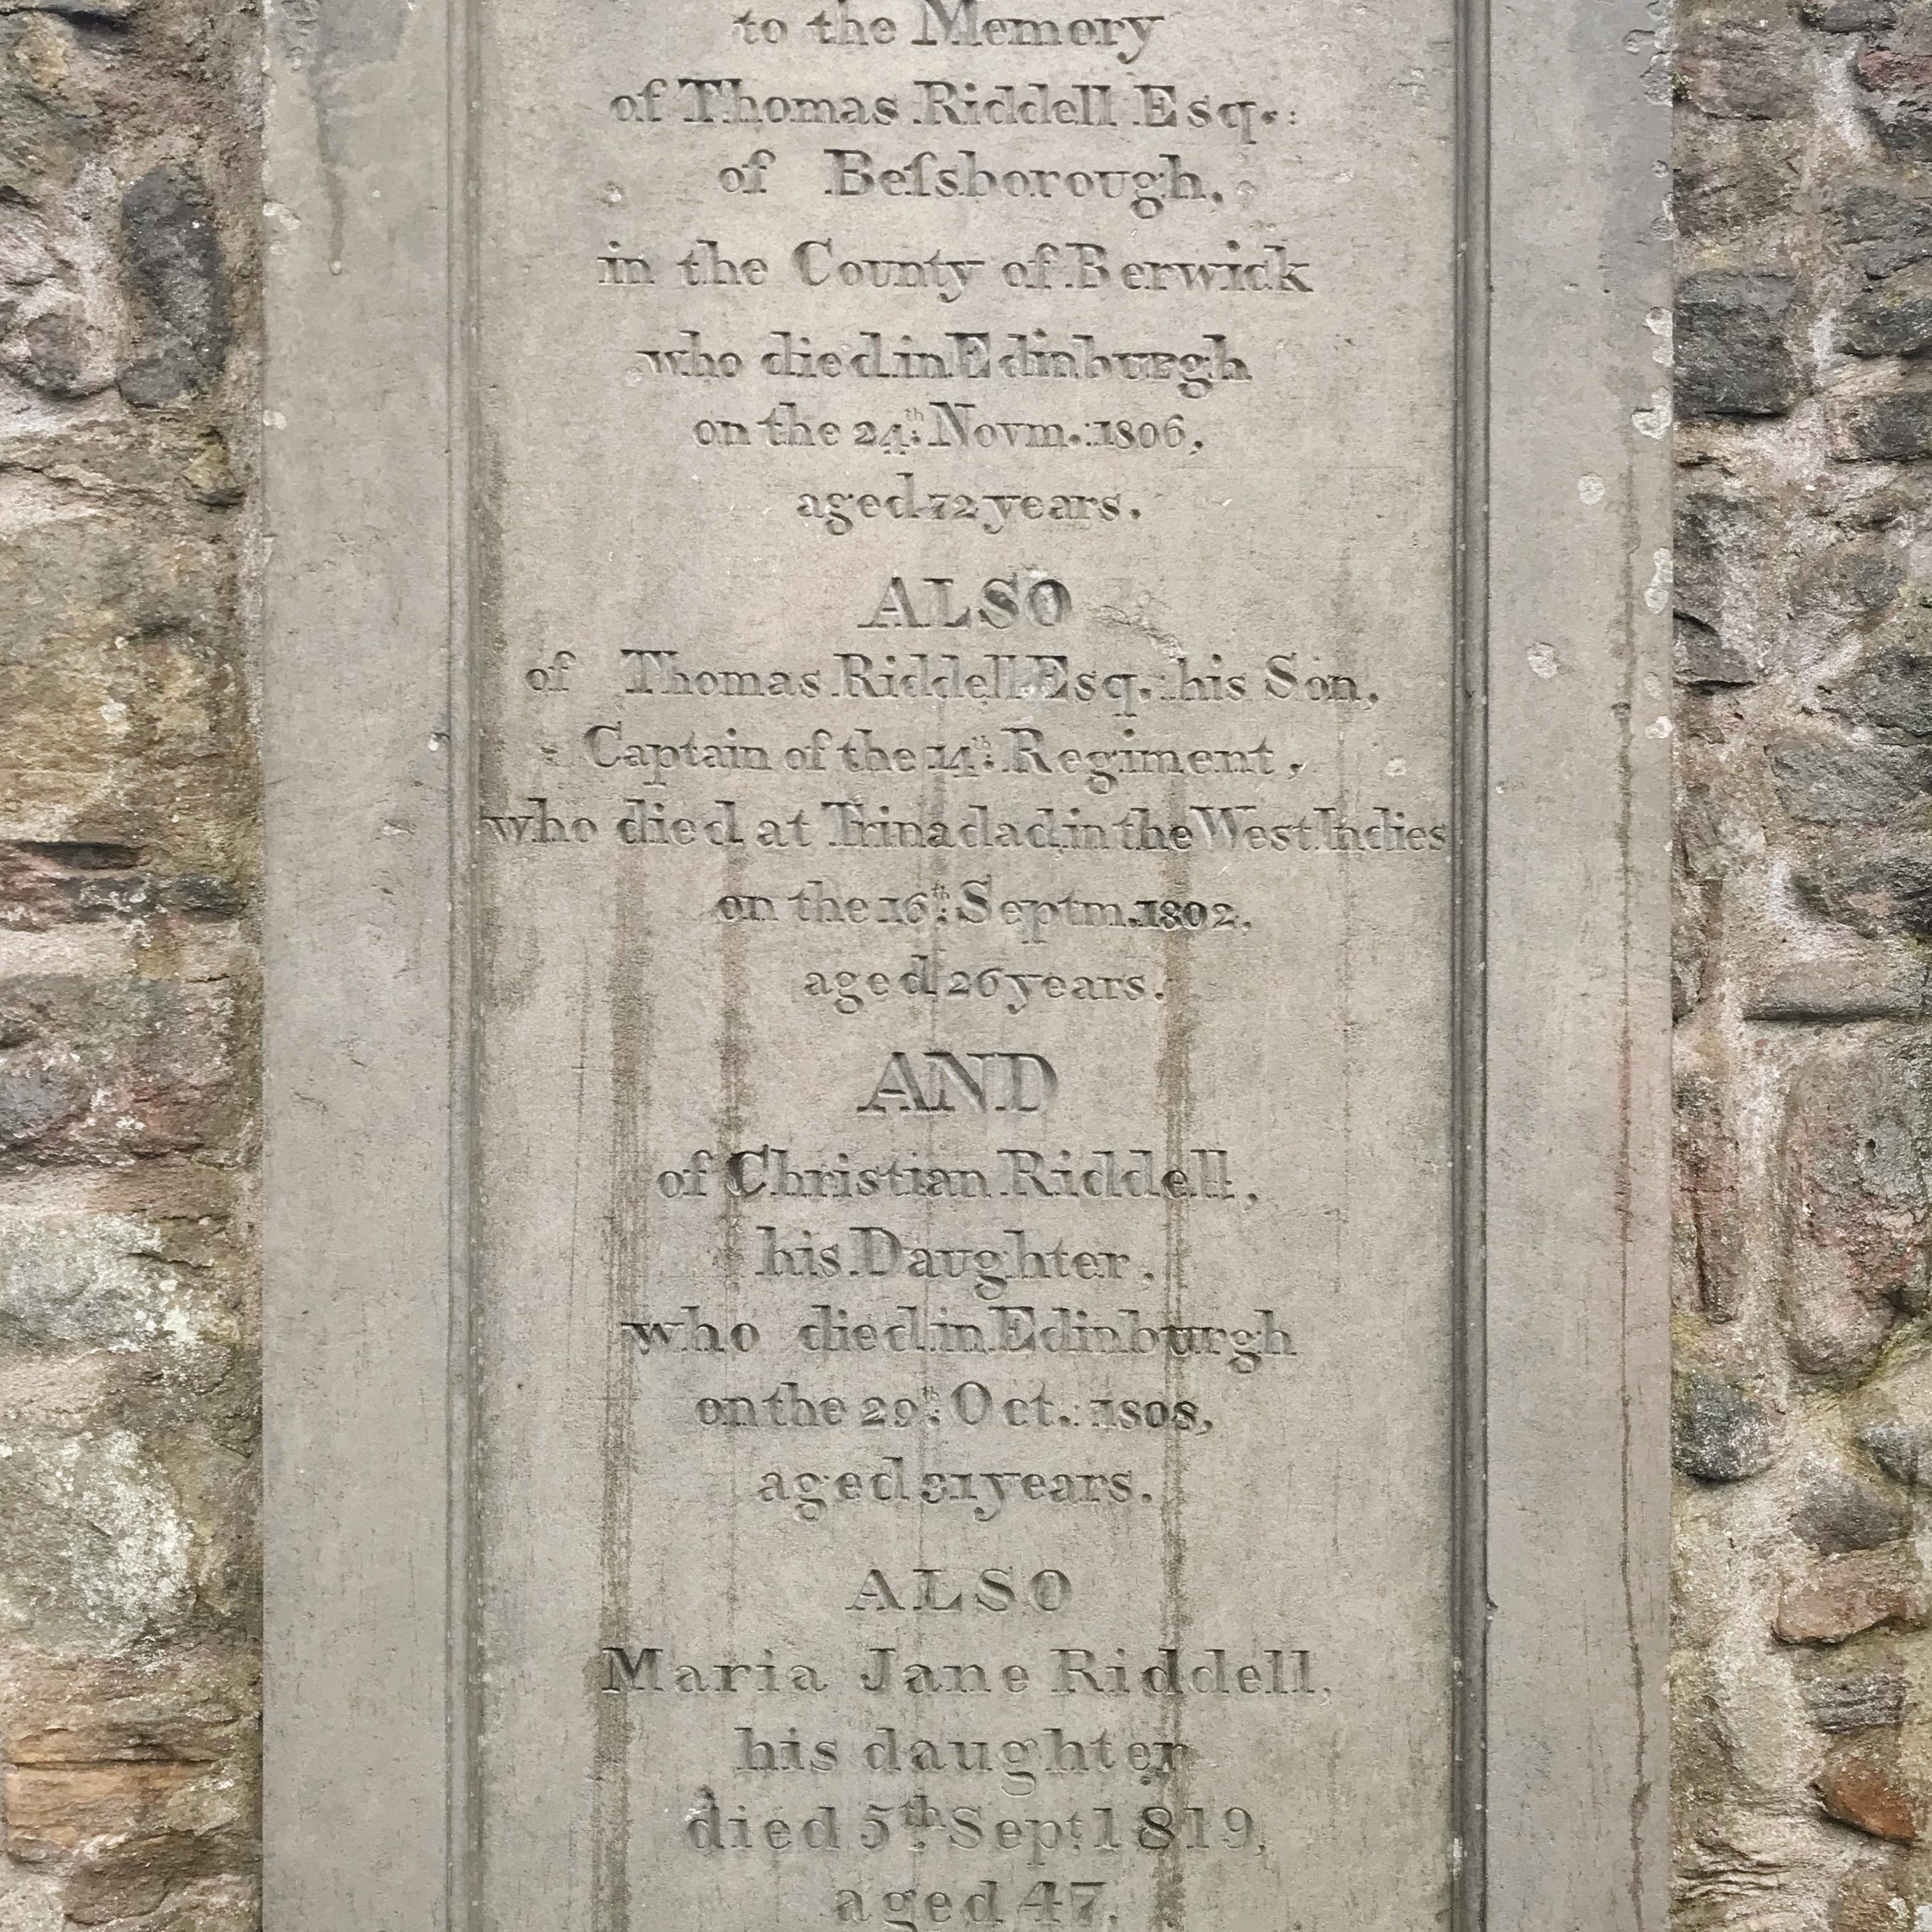 to the Memory
of Thomas Riddell Esq.:
of Beſsborough,
in the County of Berwick
who died in Edinburgh
on the 24th. Novm.: 1806,
aged 72 years.
ALSO
of Thomas Riddell Esq.: his Son,
Captain of the 14th. Regiment,
who died at Trinadad in the West Indies
on the 16th. Septm. 1802,
aged 26 years.
AND
of Christian Riddell,
his Daughter,
who died in Edinburgh
on the 29th. Oct.: 1808,
aged 31 years.
ALSO
Maria Jane Riddell,
his daughter
died 5th Sept. 1819,
aged 47.